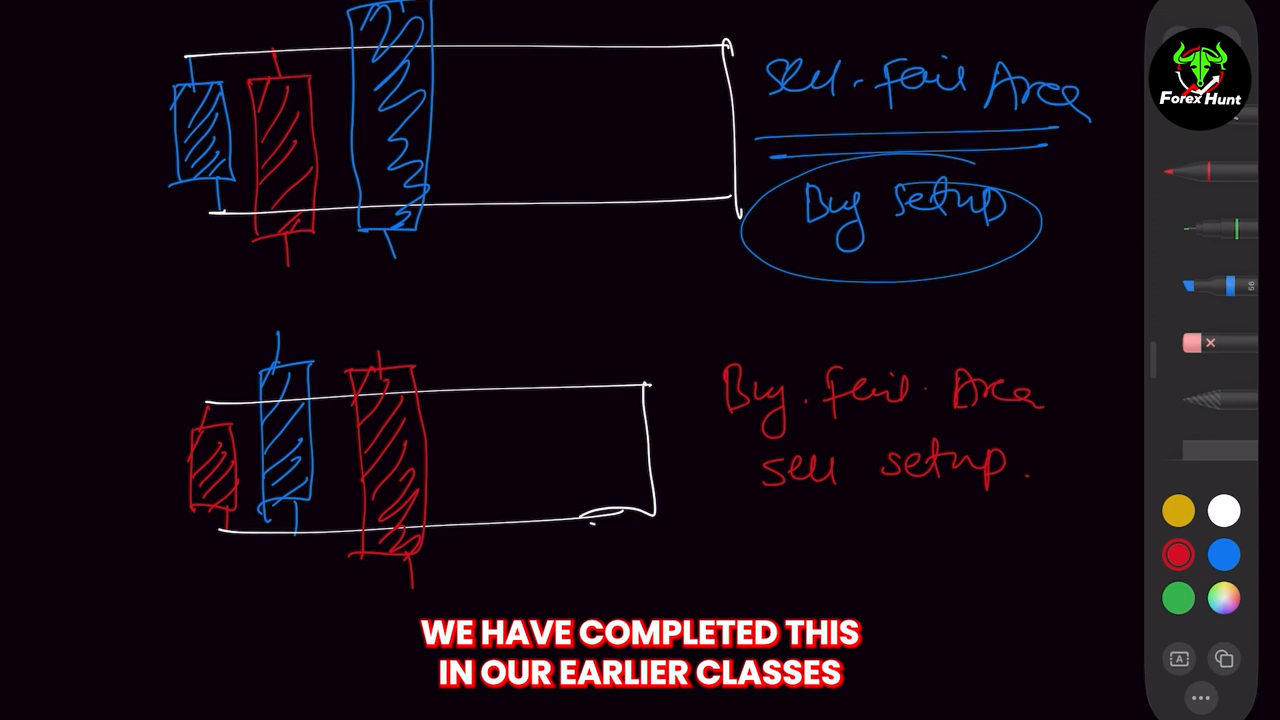 Sell. Fail Area
Buy setup
Buy. Fail. Area
sell setup.
WE HAVE COMPLETED THIS
IN OUR EARLIER CLASSES
Forex Hunt
A